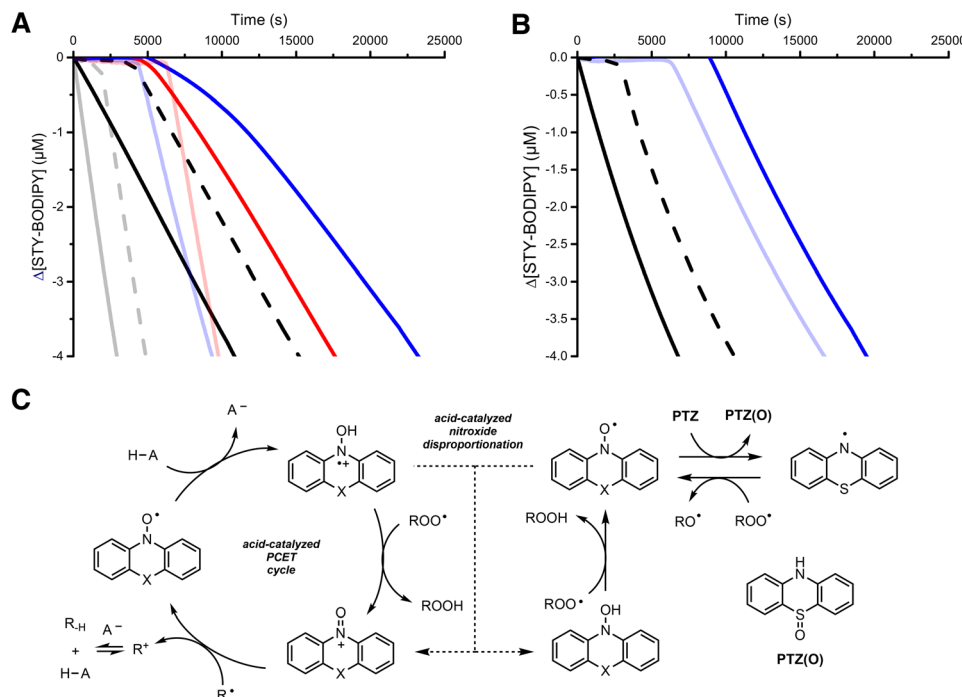 A
Time (s)
0 5000 10000 15000 20000 25000
0
-1
-2
-3
-4
Δ[STY-BODIPY] (μM)
B
Time (s)
0 5000 10000 15000 20000 25000
0.0
-0.5
-1.0
-1.5
-2.0
-2.5
-3.0
-3.5
-4.0
Δ[STY-BODIPY] (μM)
C
A−
H–A
OH
N
•+
X
acid-catalyzed
nitroxide
disproportionation
O•
N
X
PTZ
PTZ(O)
•
N
S
RO•
ROO•
O•
N
X
acid-catalyzed
PCET
cycle
ROO•
ROOH
ROOH
ROO•
H
N
S
O
PTZ(O)
R-H
+
H–A
A−
R+
R•
O
N
+
X
OH
N
X